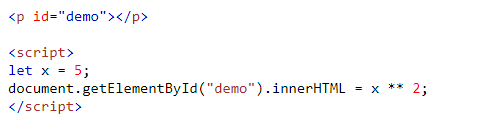 <p id="demo"></p>
<script>
let x = 5;
document.getElementById("demo").innerHTML = x ** 2;
</script>